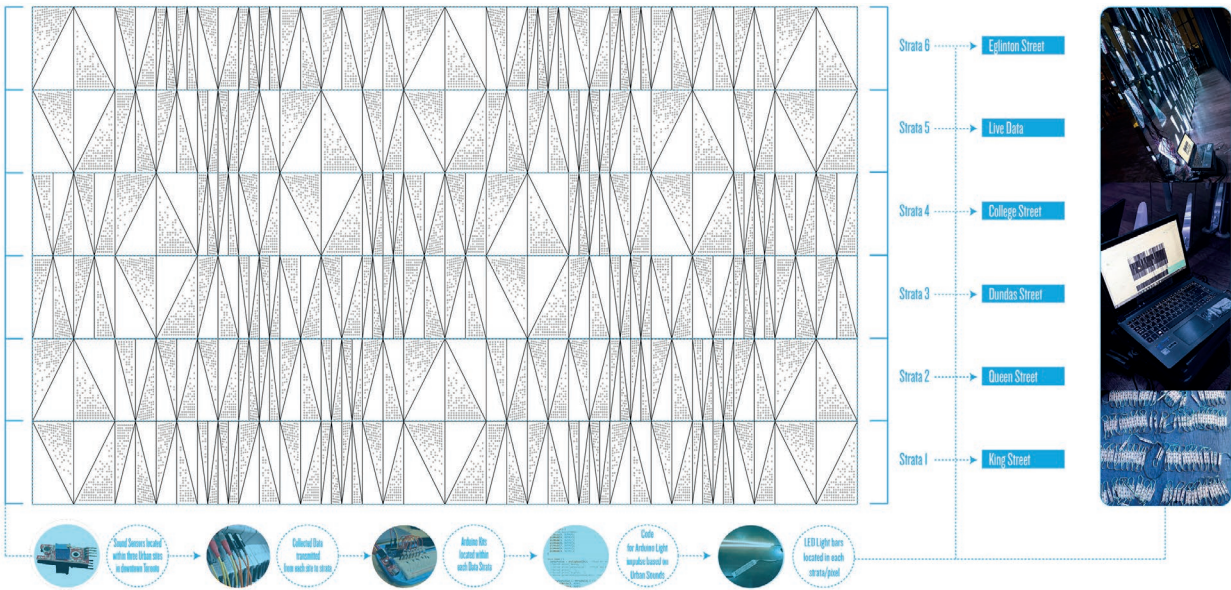 Strata 6
Eglinton Street
Strata 5
Live Data
Strata 4
College Street
Strata 3
Dundas Street
Strata 2
Queen Street
Strata 1
King Street
Sound Sensors located
within three Urban sites
in downtown Toronto
Collected Data
transmitted
from each site to strata
Arduino Kits
located within
each Data Strata
Code
for Arduino Light
impulse based on
Urban Sounds
LED Light bars
located in each
strata/pixel